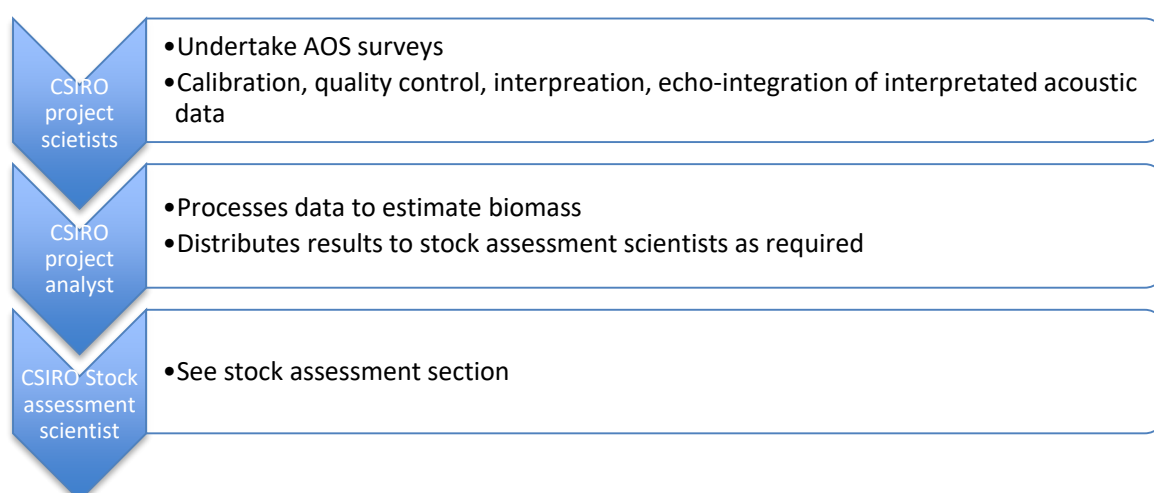 CSIRO
project
scietists
•Undertake AOS surveys
•Calibration, quality control, interpreation, echo-integration of interpretated acoustic
data
CSIRO
project
analyst
•Processes data to estimate biomass
•Distributes results to stock assessment scientists as required
CSIRO Stock
assessment
scientist
•See stock assessment section